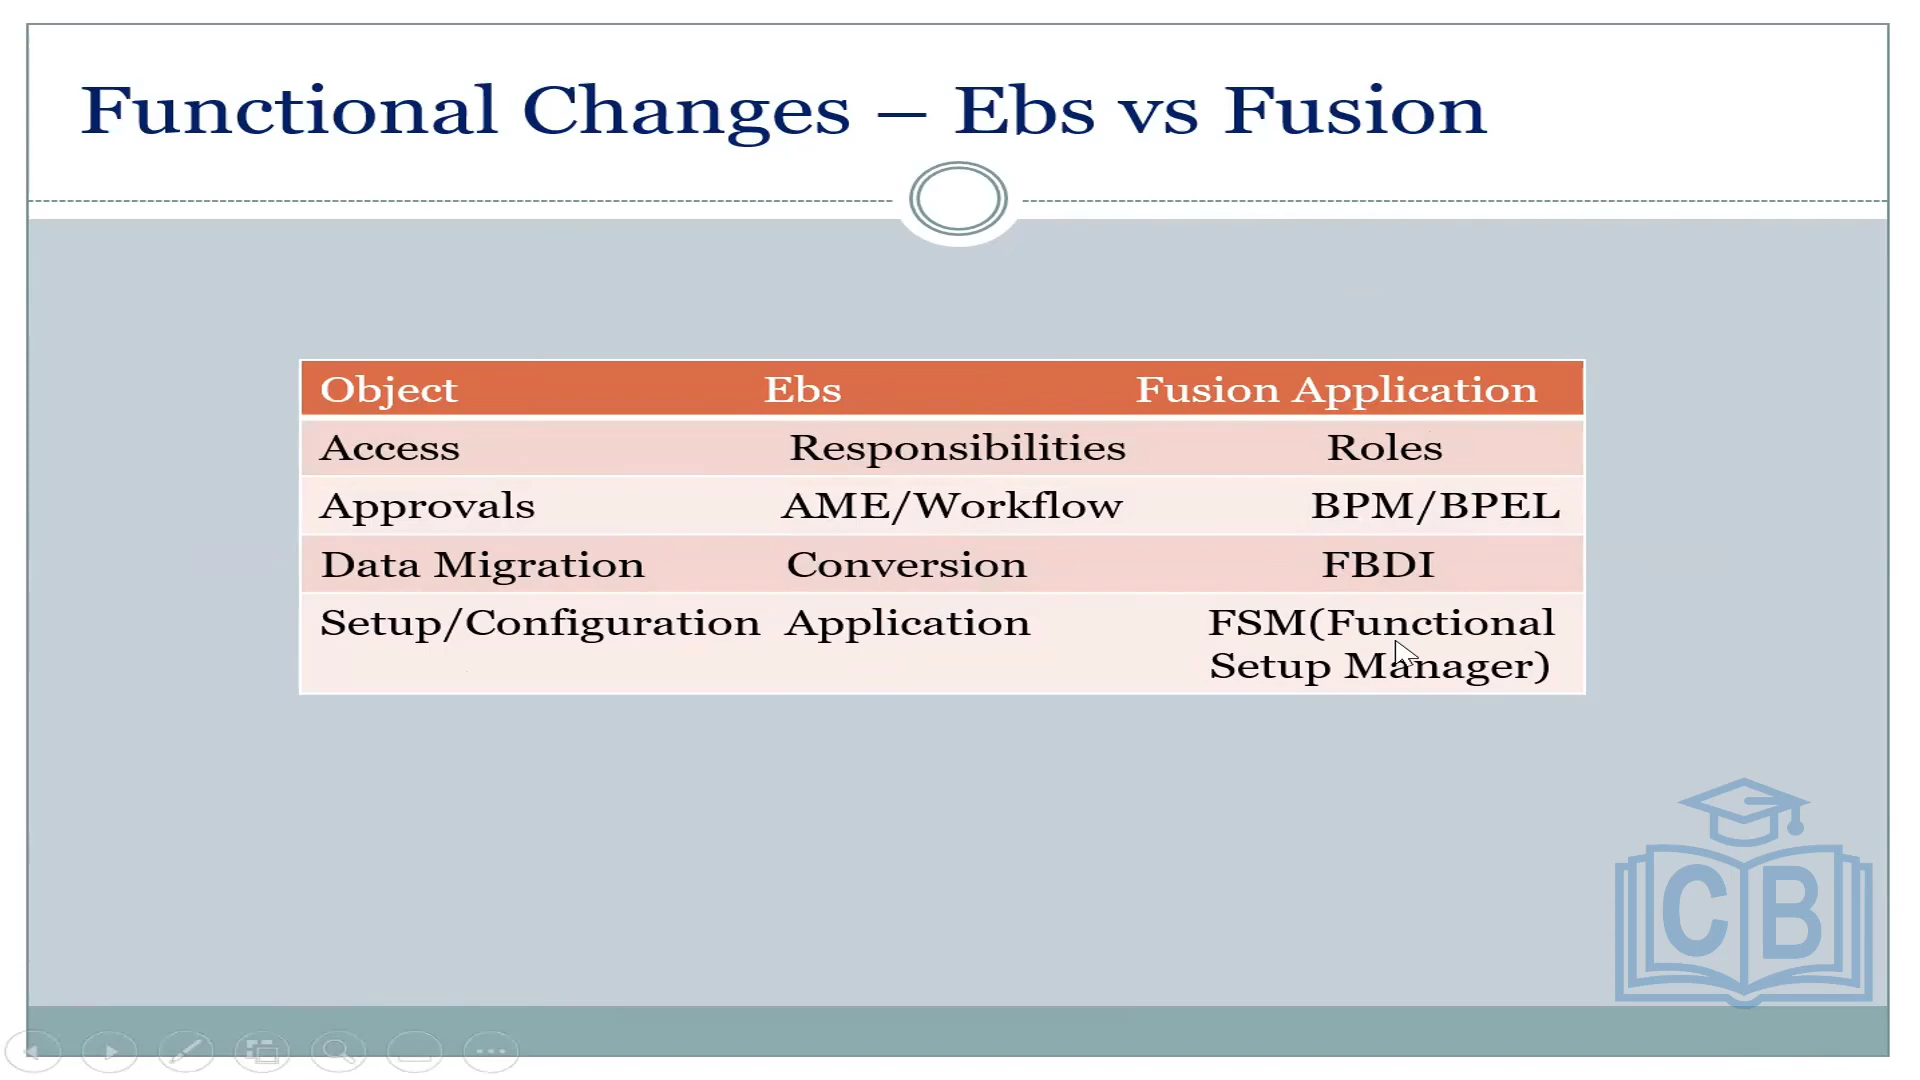 Functional Changes – Ebs vs Fusion
Object Ebs Fusion Application
Access Responsibilities Roles
Approvals AME/Workflow BPM/BPEL
Data Migration Conversion FBDI
Setup/Configuration Application FSM(Functional
Setup Manager)
CB